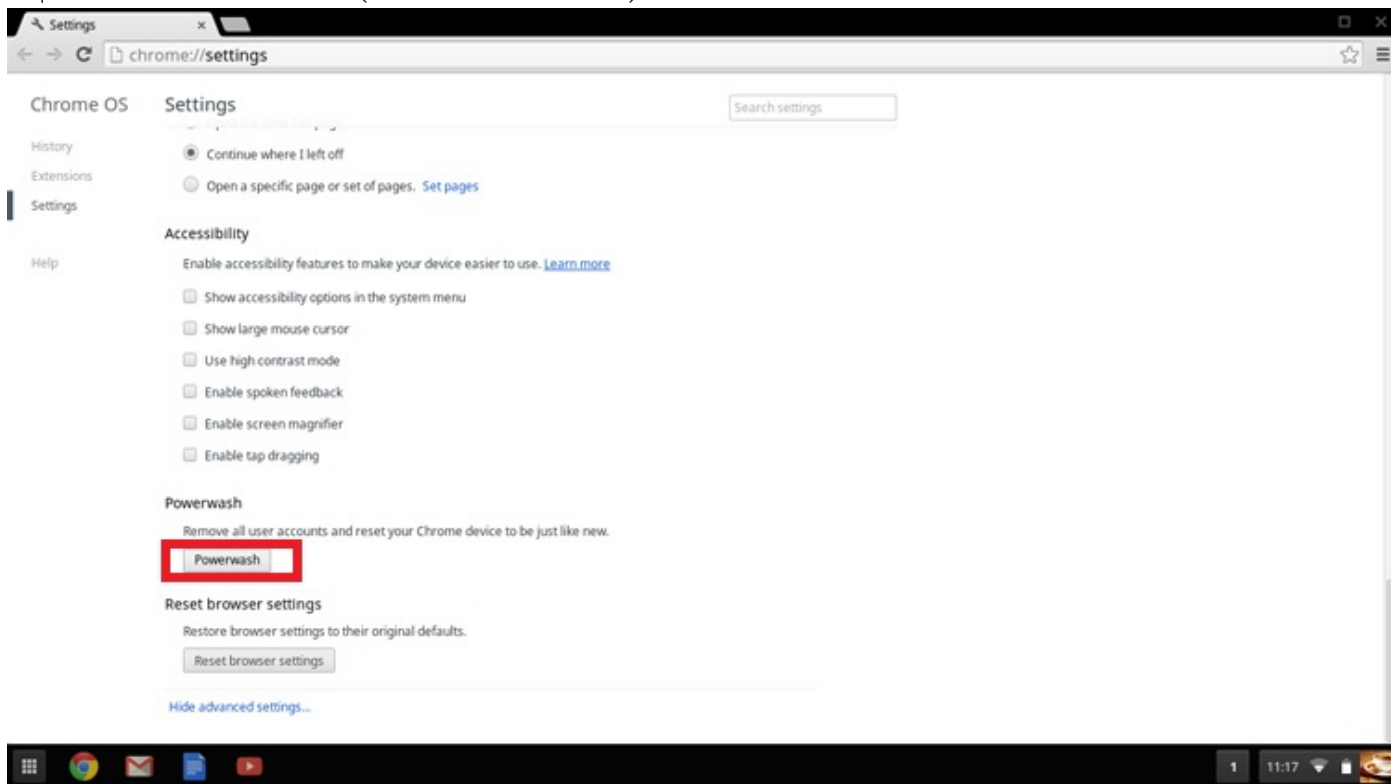 Settings
chrome://settings
Chrome OS
Settings
Search settings
History
Continue where I left off
Extensions
Open a specific page or set of pages. Set pages
Settings
Accessibility
Help
Enable accessibility features to make your device easier to use. Learn more
Show accessibility options in the system menu
Show large mouse cursor
Use high contrast mode
Enable spoken feedback
Enable screen magnifier
Enable tap dragging
Powerwash
Remove all user accounts and reset your Chrome device to be just like new.
Powerwash
Reset browser settings
Restore browser settings to their original defaults.
Reset browser settings
Hide advanced settings...
1
11:17